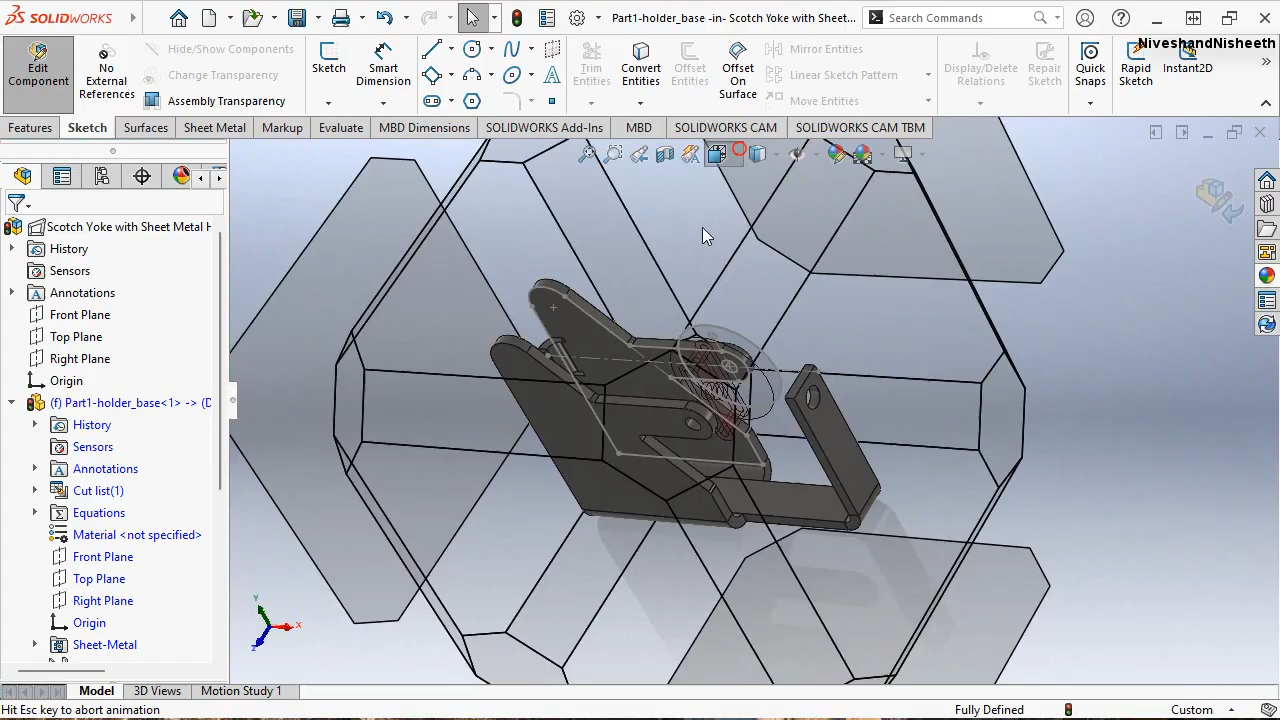 SOLIDWORKS
Part1-holder_base_in- Scotch Yoke with Sheet...
Search Commands
NiveshandNisheeth
Edit Component
No External References
Hide/Show Components
Change Transparency
Assembly Transparency
Sketch
Smart Dimension
Trim Entities
Convert Entities
Offset Entities
Offset On Surface
Mirror Entities
Linear Sketch Pattern
Move Entities
Display/Delete Relations
Repair Sketch
Quick Snaps
Rapid Sketch
Instant2D
Features
Sketch
Surfaces
Sheet Metal
Markup
Evaluate
MBD Dimensions
SOLIDWORKS Add-Ins
MBD
SOLIDWORKS CAM
SOLIDWORKS CAM TBM
Scotch Yoke with Sheet Metal H
History
Sensors
Annotations
Front Plane
Top Plane
Right Plane
Origin
(f) Part1-holder_base<1> -> (D
History
Sensors
Annotations
Cut list(1)
Equations
Material <not specified>
Front Plane
Top Plane
Right Plane
Origin
Sheet-Metal
Y
X
Z
Model
3D Views
Motion Study 1
Hit Esc key to abort animation
Fully Defined
Custom